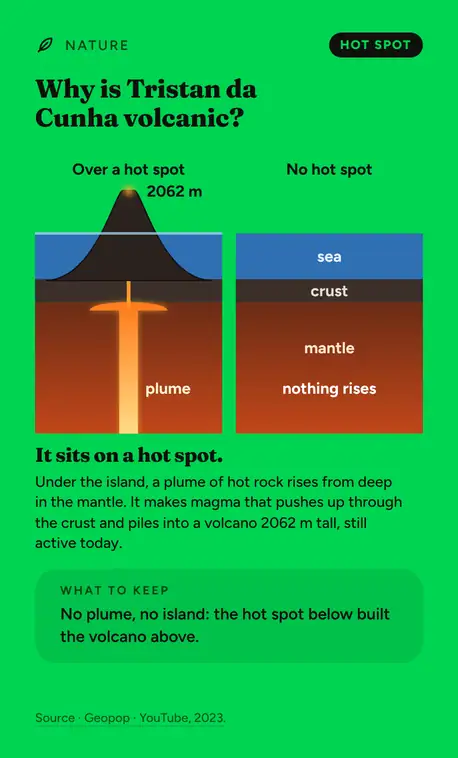 NATURE
HOT SPOT
Why is Tristan da
Cunha volcanic?
Over a hot spot
No hot spot
2062 m
sea
crust
mantle
plume
nothing rises
It sits on a hot spot.
Under the island, a plume of hot rock rises from deep
in the mantle. It makes magma that pushes up through
the crust and piles into a volcano 2062 m tall, still
active today.
WHAT TO KEEP
No plume, no island: the hot spot below built
the volcano above.
Source · Geopop · YouTube, 2023.